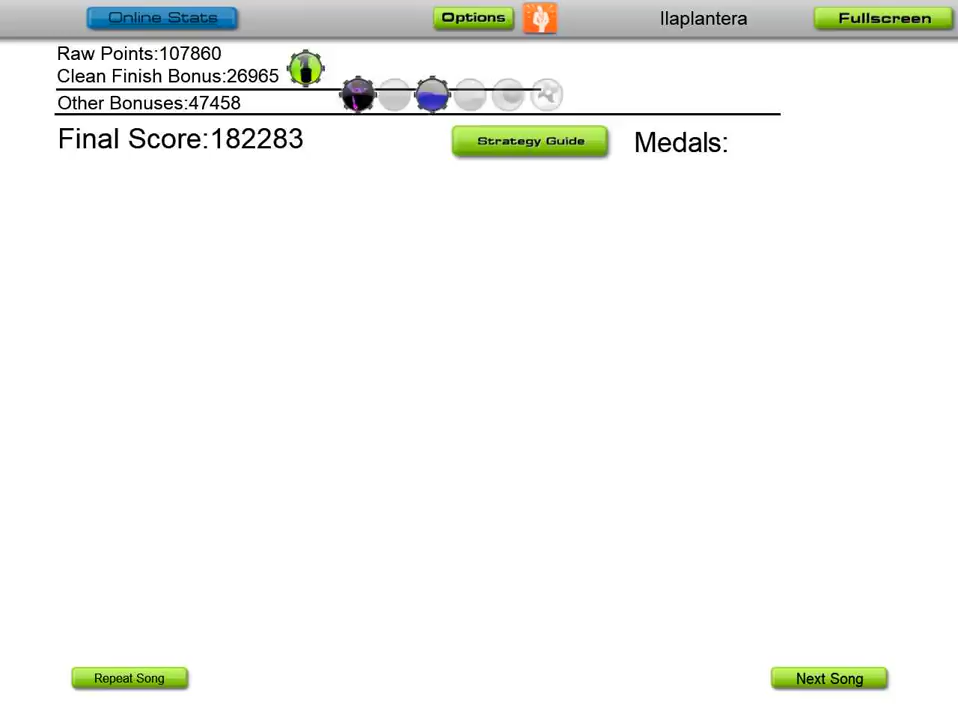 Online Stats
Options
Ilaplantera
Fullscreen
Raw Points:107860
Clean Finish Bonus:26965
Other Bonuses:47458
Final Score:182283
Strategy Guide
Medals:
Repeat Song
Next Song